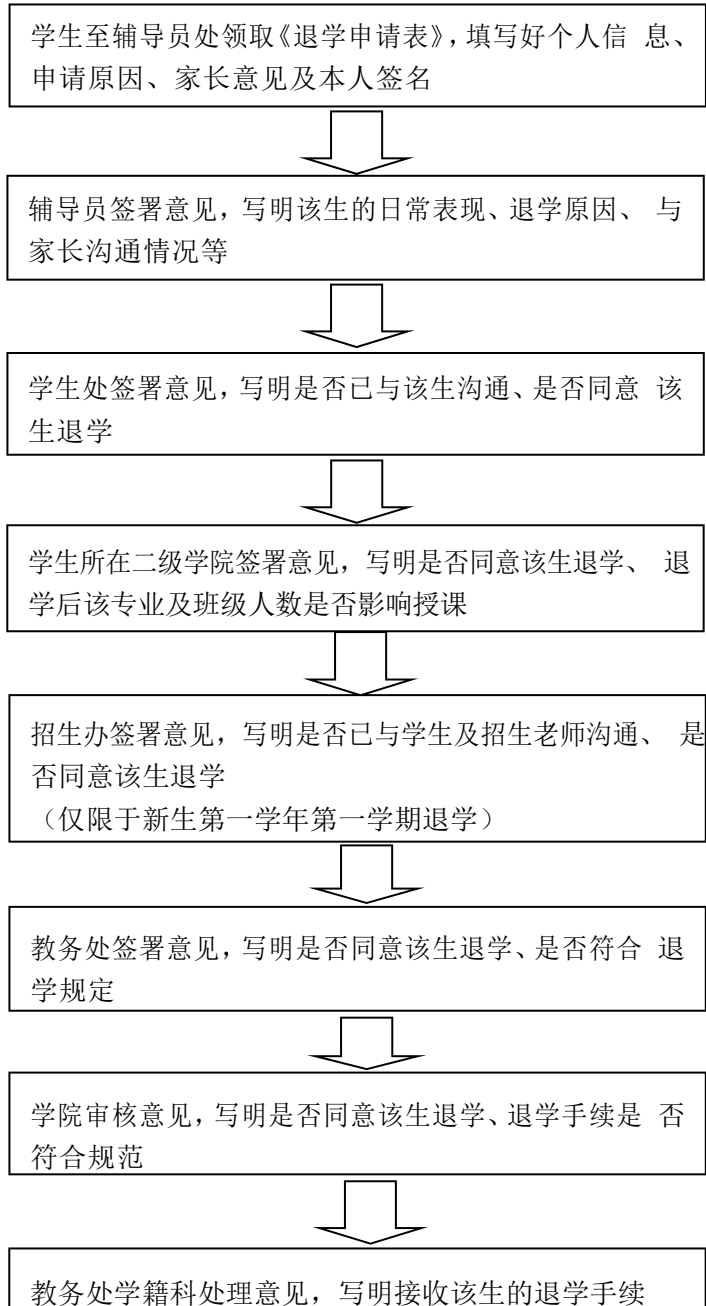 学生至辅导员处领取《退学申请表》，填写好个人信 息、
申请原因、家长意见及本人签名
辅导员签署意见，写明该生的日常表现、退学原因、 与
家长沟通情况等
学生处签署意见，写明是否已与该生沟通、是否同意 该
生退学
学生所在二级学院签署意见，写明是否同意该生退学、 退
学后该专业及班级人数是否影响授课
招生办签署意见，写明是否已与学生及招生老师沟通、 是
否同意该生退学
（仅限于新生第一学年第一学期退学）
教务处签署意见，写明是否同意该生退学、是否符合 退
学规定
学院审核意见，写明是否同意该生退学、退学手续是 否
符合规范
教务处学籍科处理意见，写明接收该生的退学手续